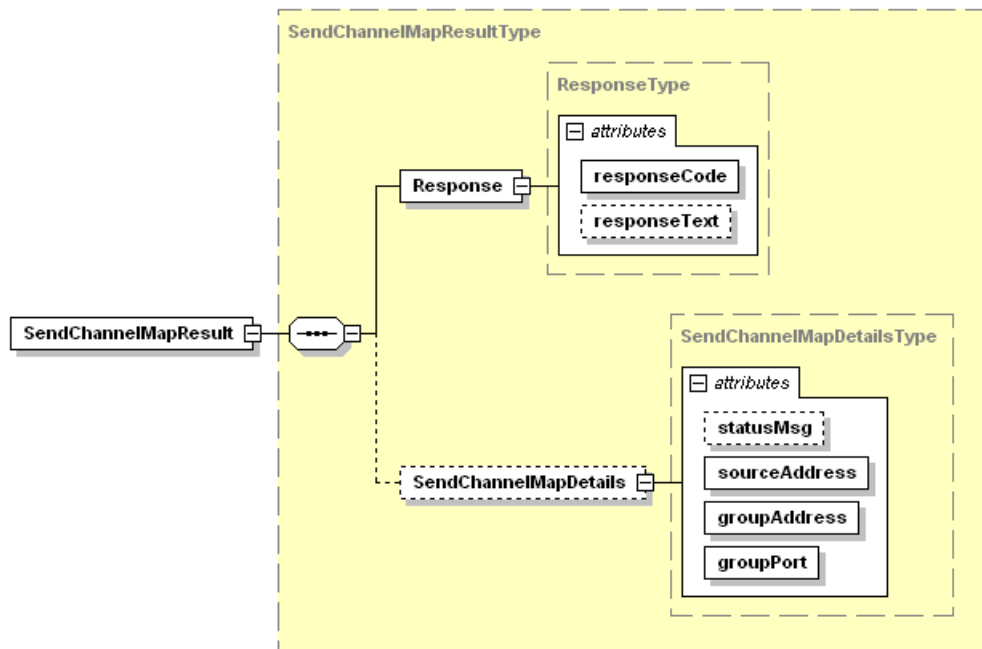 SendChannelMapResultType
ResponseType
attributes
Response
responseCode
responseText
SendChannelMapResult
SendChannelMapDetailsType
attributes
statusMsg
SendChannelMapDetails
sourceAddress
groupAddress
groupPort